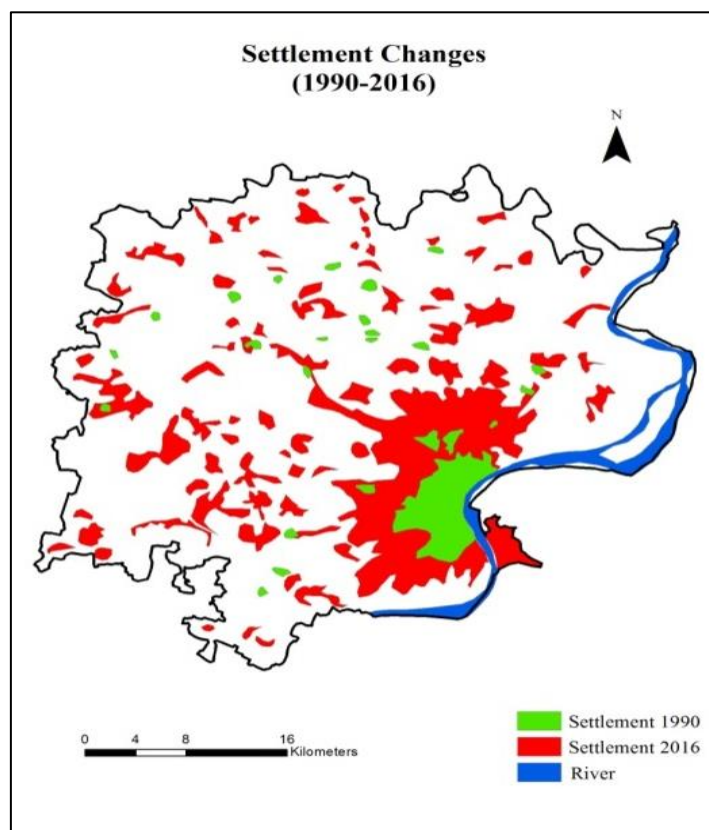 Settlement Changes
(1990-2016)
N
0 4 8 16
Kilometers
Settlement 1990
Settlement 2016
River